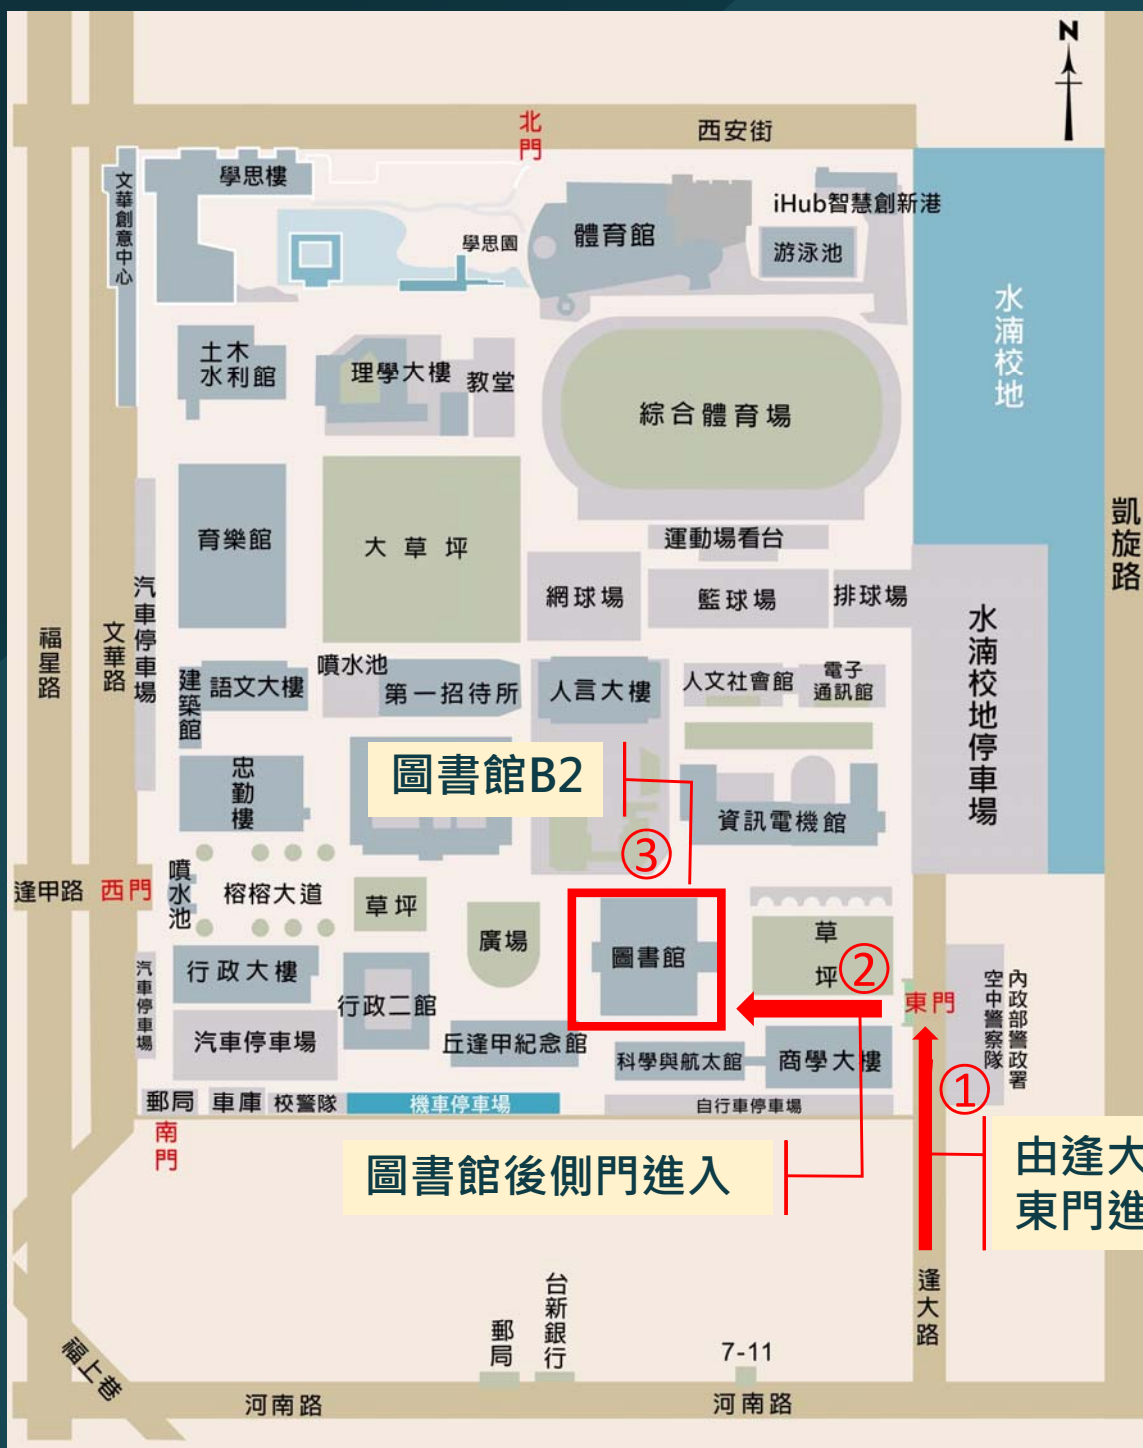 N
北門
西安街
文華創意中心
學思樓
學思園
體育館
iHub智慧創新港
游泳池
水湳校地
土木
水利館
理學大樓
教堂
綜合體育場
凱旋路
育樂館
大草坪
運動場看台
網球場
籃球場
排球場
福星路
文華路
汽車停車場
水湳校地停車場
建築館
語文大樓
噴水池
第一招待所
人言大樓
人文社會館
電子
通訊館
忠勤樓
圖書館B2
③
資訊電機館
逢甲路
西門
噴水池
榕榕大道
草坪
廣場
圖書館
草
坪
②
東門
汽車停車場
行政大樓
行政二館
內政部警政署
空中警察隊
汽車停車場
丘逢甲紀念館
科學與航太館
商學大樓
①
郵局
車庫
校警隊
機車停車場
自行車停車場
南門
圖書館後側門進入
由逢大
東門進
逢大路
郵局
台新銀行
7-11
福上巷
河南路
河南路